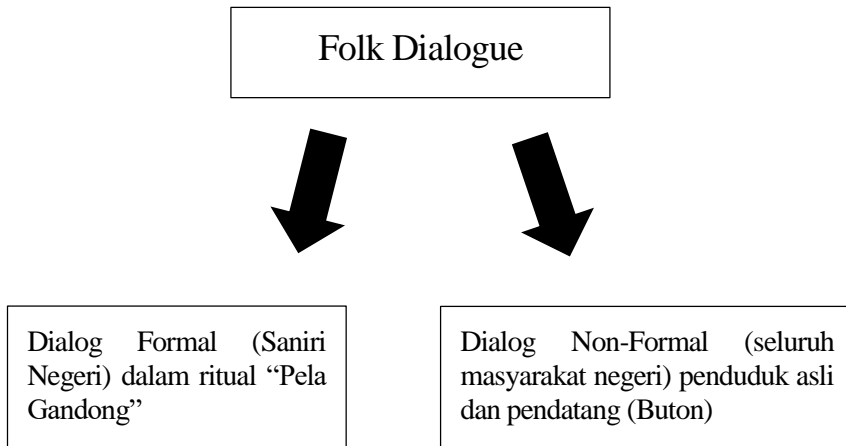 Folk Dialogue
Dialog Formal (Saniri
Negeri) dalam ritual “Pela
Gandong”
Dialog Non-Formal (seluruh
masyarakat negeri) penduduk asli
dan pendatang (Buton)